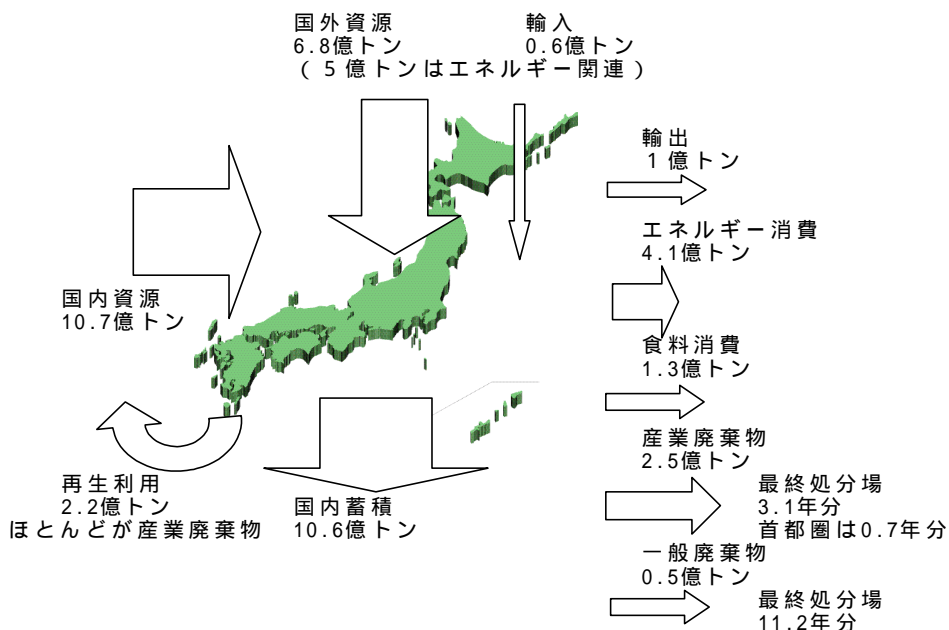 国外資源
6.8億トン
（５億トンはエネルギー関連）
輸入
0.6億トン
輸出
１億トン
エネルギー消費
4.1億トン
国内資源
10.7億トン
食料消費
1.3億トン
産業廃棄物
2.5億トン
再生利用
2.2億トン
ほとんどが産業廃棄物
国内蓄積
10.6億トン
最終処分場
3.1年分
首都圏は0.7年分
一般廃棄物
0.5億トン
最終処分場
11.2年分